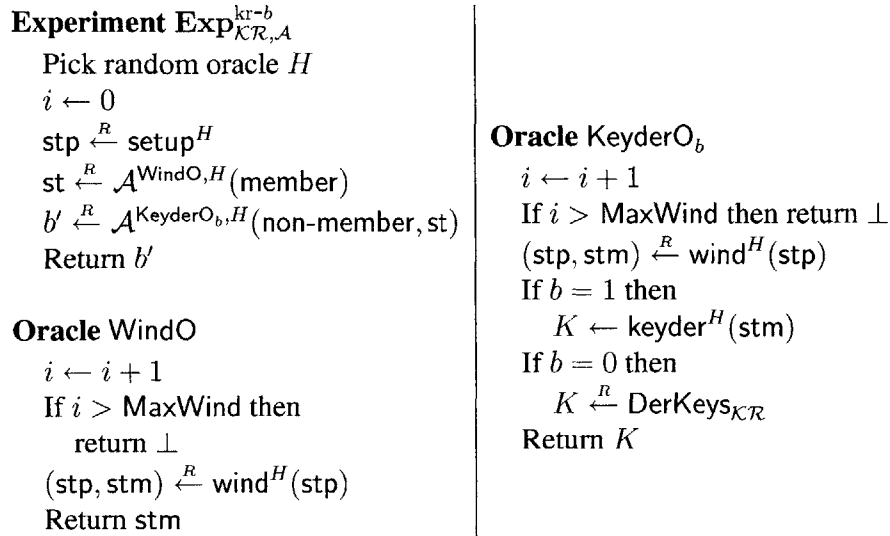 Experiment Exp^{kr-b}_{𝒦ℛ,𝒜}
Pick random oracle H
i ← 0
stp ←^R setup^H
st ←^R 𝒜^{WindO,H}(member)
b′ ←^R 𝒜^{KeyderO_b,H}(non-member, st)
Return b′
Oracle WindO
i ← i + 1
If i > MaxWind then
return ⊥
(stp, stm) ←^R wind^H(stp)
Return stm
Oracle KeyderO_b
i ← i + 1
If i > MaxWind then return ⊥
(stp, stm) ←^R wind^H(stp)
If b = 1 then
K ← keyder^H(stm)
If b = 0 then
K ←^R DerKeys_{𝒦ℛ}
Return K